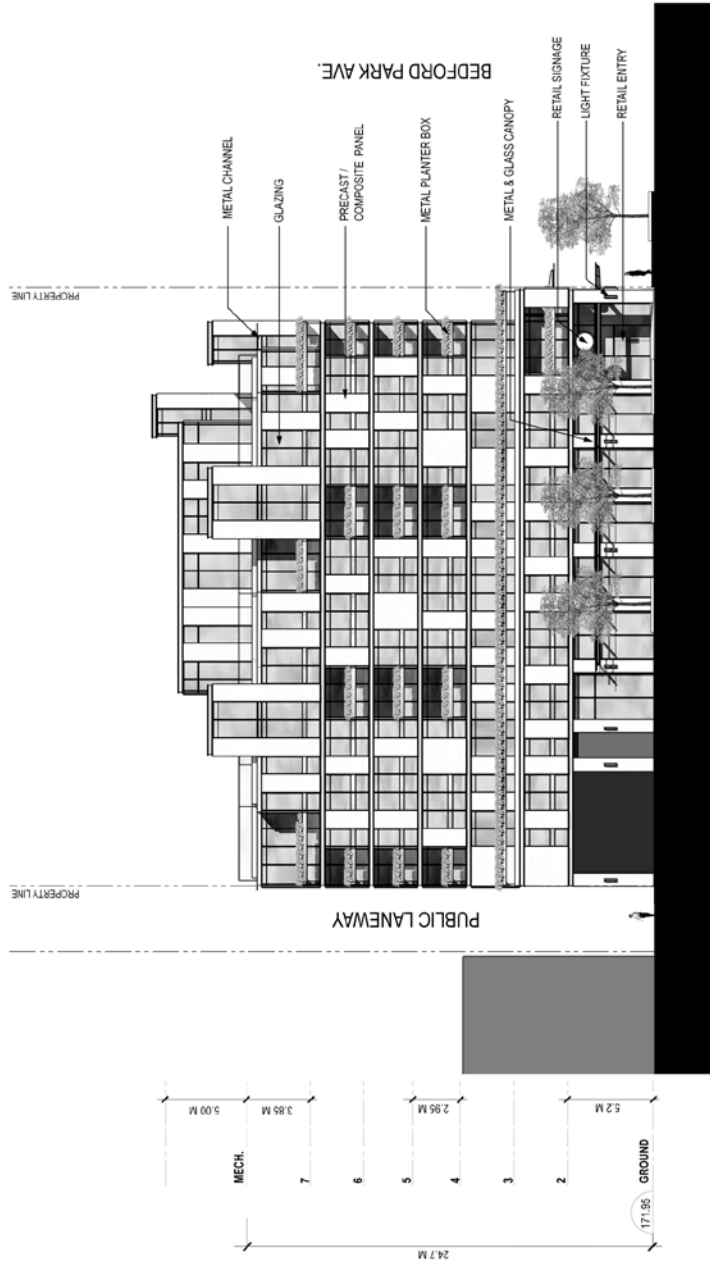 PROPERTY LINE
PROPERTY LINE
PUBLIC LANEWAY
BEDFORD PARK AVE.
METAL CHANNEL
GLAZING
PRECAST /
COMPOSITE PANEL
METAL PLANTER BOX
METAL & GLASS CANOPY
RETAIL SIGNAGE
LIGHT FIXTURE
RETAIL ENTRY
5.00 M
MECH.
3.85 M
7
6
5
2.95 M
4
3
2
5.2 M
GROUND
171.95
24.7 M